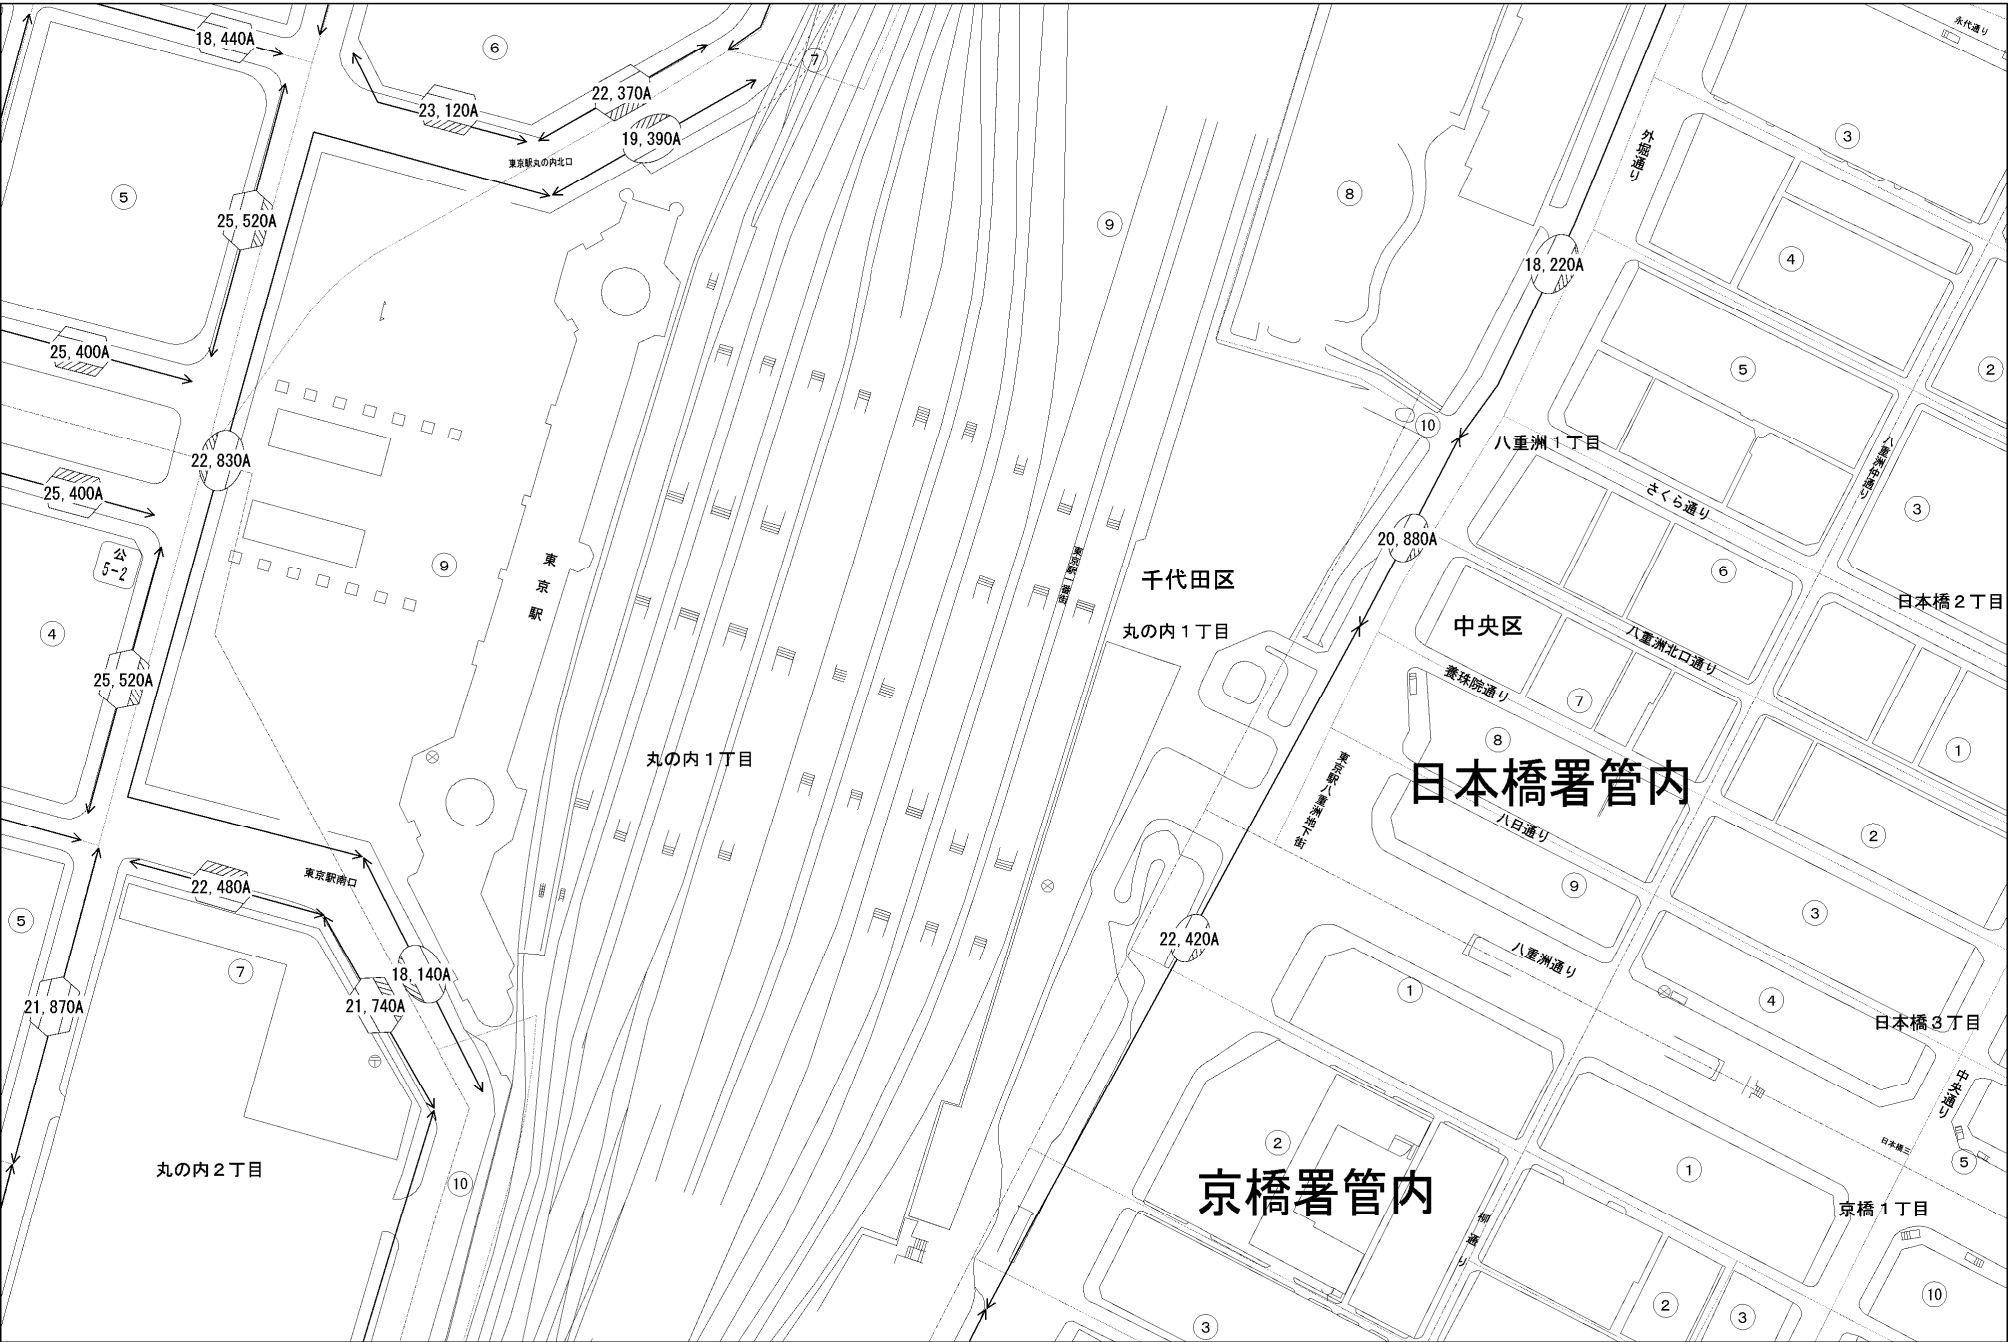 18,440A
⑥
永代通り
⑦
22,370A
23,120A
19,390A
③
外堀通り
東京駅丸の内北口
⑤
⑧
25,520A
⑨
④
18,220A
25,400A
⑤
②
⑩
八重洲1丁目
22,830A
八重洲仲通り
25,400A
さくら通り
③
20,880A
公
5-2
東京駅
⑨
東京駅一番街
千代田区
⑥
日本橋2丁目
④
丸の内1丁目
中央区
八重洲北口通り
25,520A
養珠院通り
⑦
丸の内1丁目
⑧
①
東京駅八重洲地下街
日本橋署管内
八日通り
②
東京駅南口
22,480A
⑨
⑤
③
22,420A
八重洲通り
⑦
18,140A
①
④
21,870A
21,740A
日本橋3丁目
〒
中央通り
②
日本橋三
丸の内2丁目
⑩
①
⑤
京橋署管内
京橋1丁目
柳通り
⑩
②
③
③